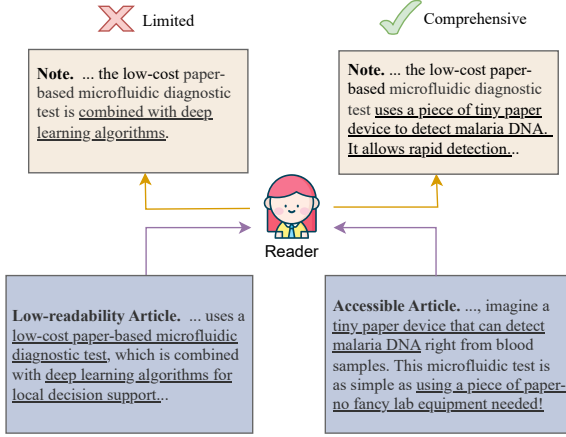 Limited
Comprehensive
Note. ... the low-cost paper-
based microfluidic diagnostic
test is combined with deep
learning algorithms.
Note. ... the low-cost paper-
based microfluidic diagnostic
test uses a piece of tiny paper
device to detect malaria DNA.
It allows rapid detection...
Reader
Low-readability Article. ... uses a
low-cost paper-based microfluidic
diagnostic test, which is combined
with deep learning algorithms for
local decision support...
Accessible Article. ..., imagine a
tiny paper device that can detect
malaria DNA right from blood
samples. This microfluidic test is
as simple as using a piece of paper-
no fancy lab equipment needed!